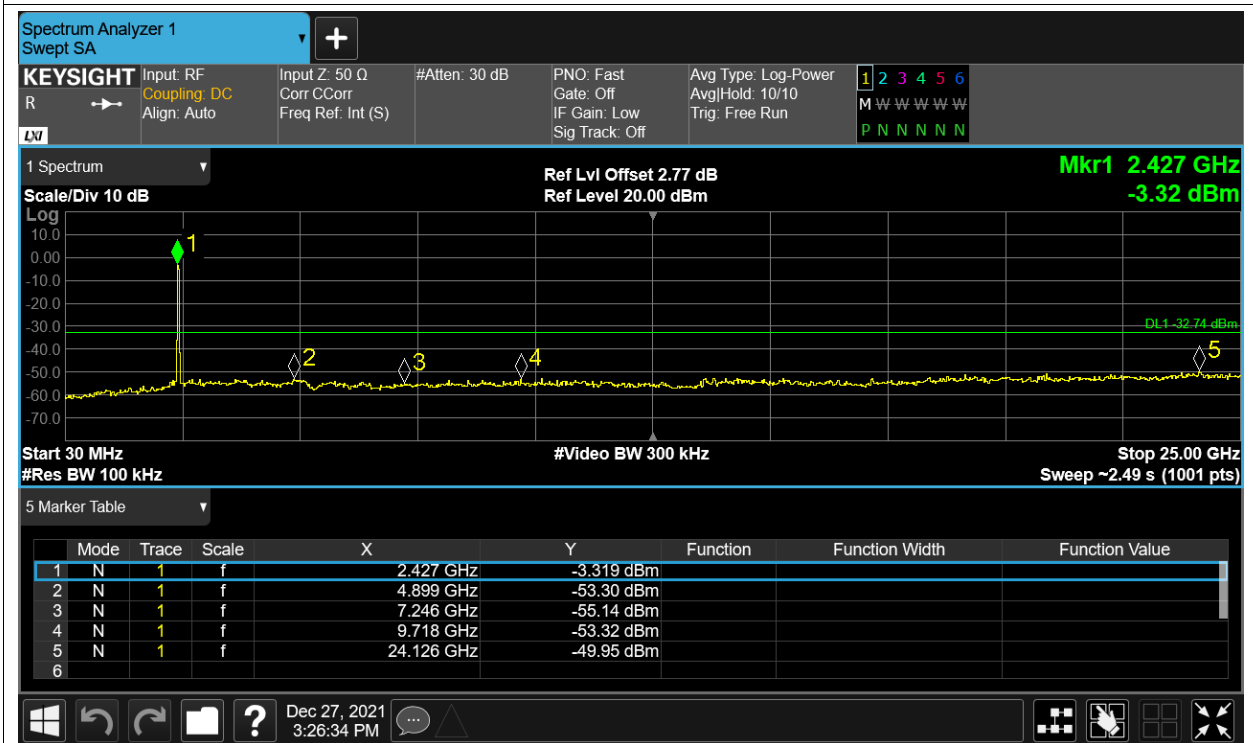 Spectrum Analyzer 1
Swept SA
KEYSIGHT
R
LXI
Input: RF
Coupling: DC
Align: Auto
Input Z: 50 Ω
Corr CCorr
Freq Ref: Int (S)
#Atten: 30 dB
PNO: Fast
Gate: Off
IF Gain: Low
Sig Track: Off
Avg Type: Log-Power
Avg|Hold: 10/10
Trig: Free Run
1 2 3 4 5 6
M W W W W W
P N N N N N
1 Spectrum
Scale/Div 10 dB
Ref Lvl Offset 2.77 dB
Ref Level 20.00 dBm
Mkr1 2.427 GHz
-3.32 dBm
Log
10.0
0.00
-10.0
-20.0
-30.0
-40.0
-50.0
-60.0
-70.0
1
2
3
4
5
DL1 -32.74 dBm
Start 30 MHz
#Res BW 100 kHz
#Video BW 300 kHz
Stop 25.00 GHz
Sweep ~2.49 s (1001 pts)
5 Marker Table
Mode Trace Scale X Y Function Function Width Function Value
1 N 1 f 2.427 GHz -3.319 dBm
2 N 1 f 4.899 GHz -53.30 dBm
3 N 1 f 7.246 GHz -55.14 dBm
4 N 1 f 9.718 GHz -53.32 dBm
5 N 1 f 24.126 GHz -49.95 dBm
6
?
Dec 27, 2021
3:26:34 PM